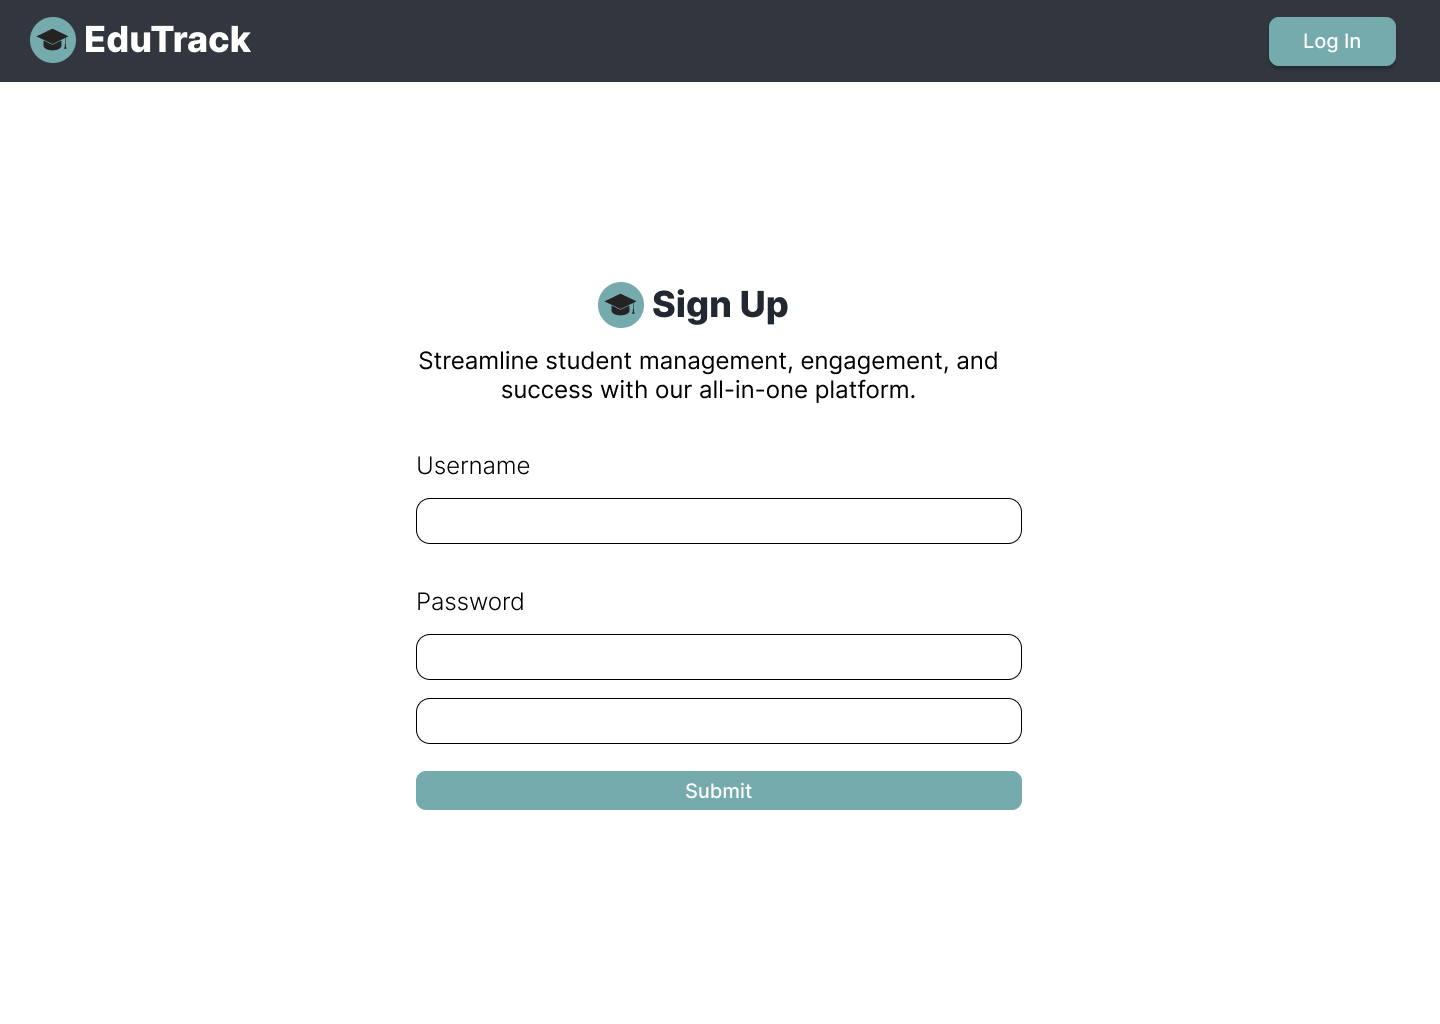 EduTrack
Log In
Sign Up
Streamline student management, engagement, and
success with our all-in-one platform.
Username
Password
Submit